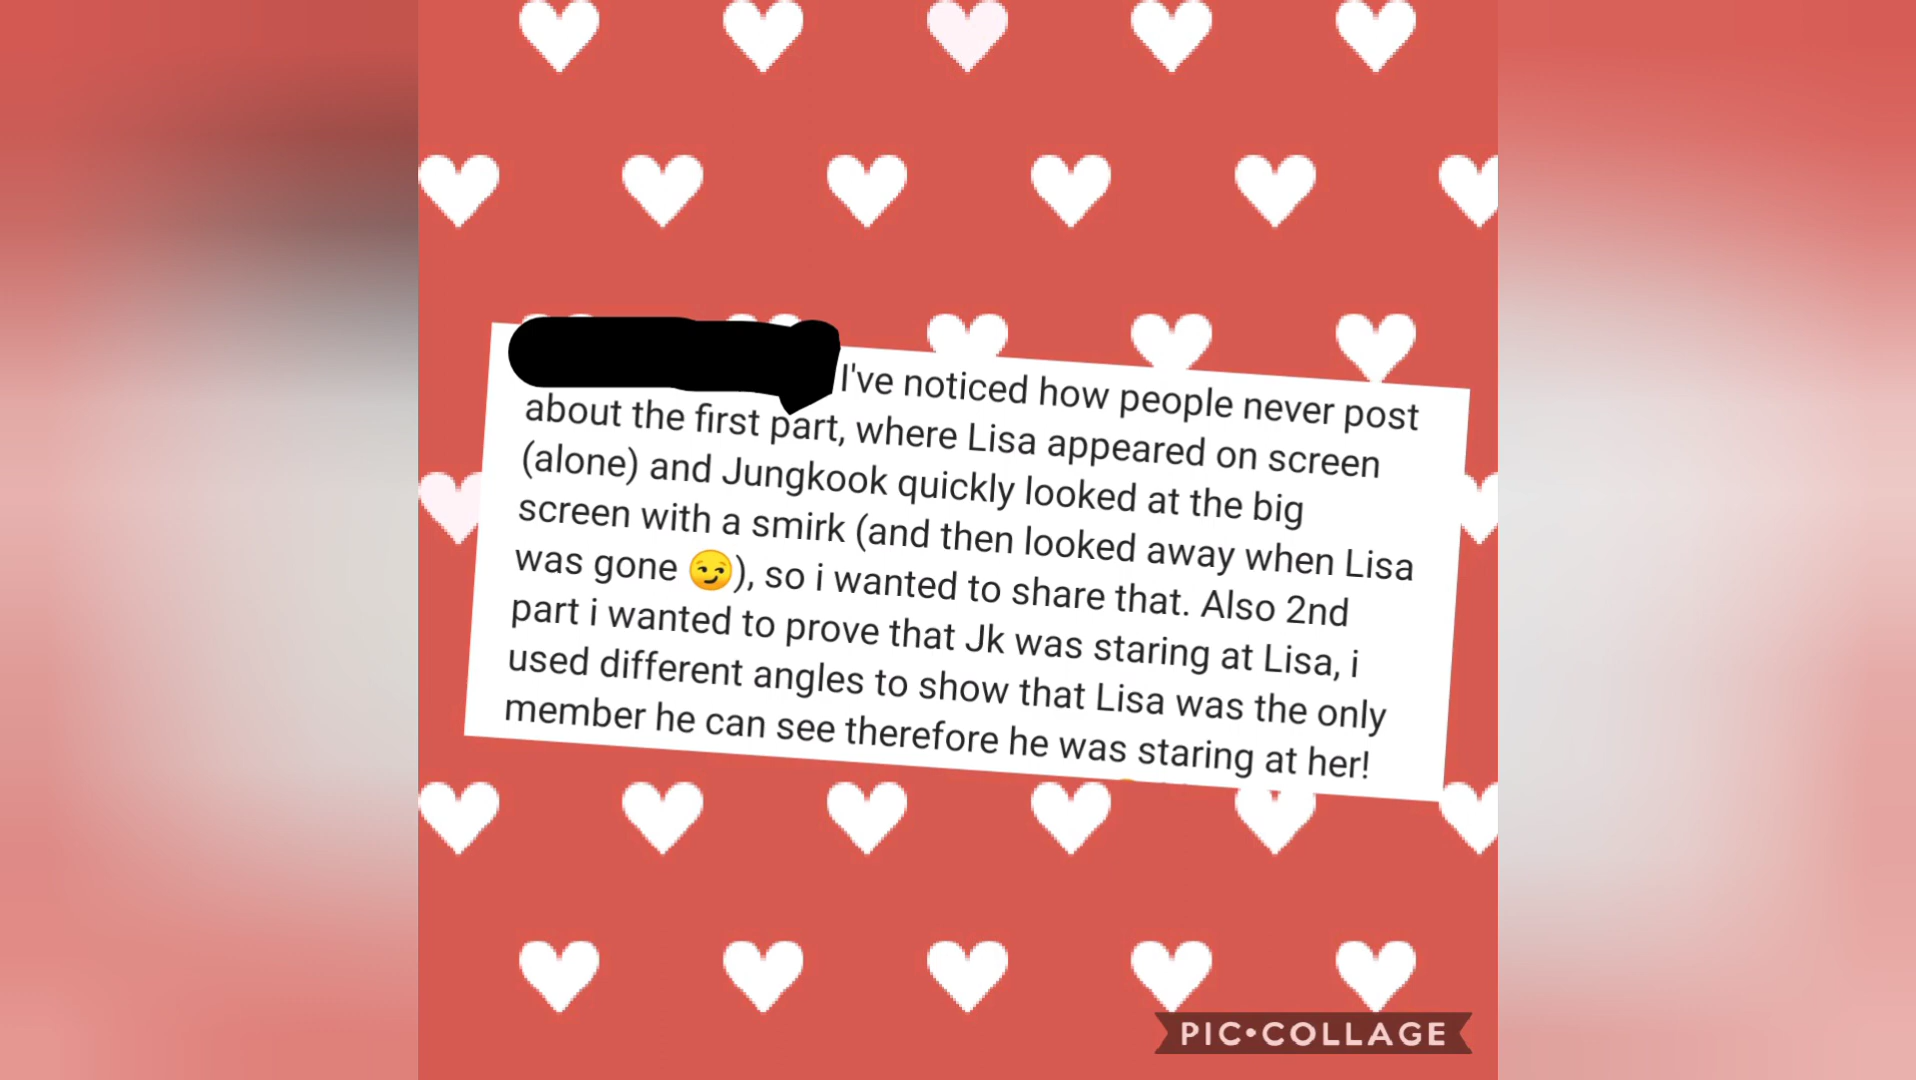 I've noticed how people never post
about the first part, where Lisa appeared on screen
(alone) and Jungkook quickly looked at the big
screen with a smirk (and then looked away when Lisa
was gone 😏), so i wanted to share that. Also 2nd
part i wanted to prove that Jk was staring at Lisa, i
used different angles to show that Lisa was the only
member he can see therefore he was staring at her!
PIC•COLLAGE